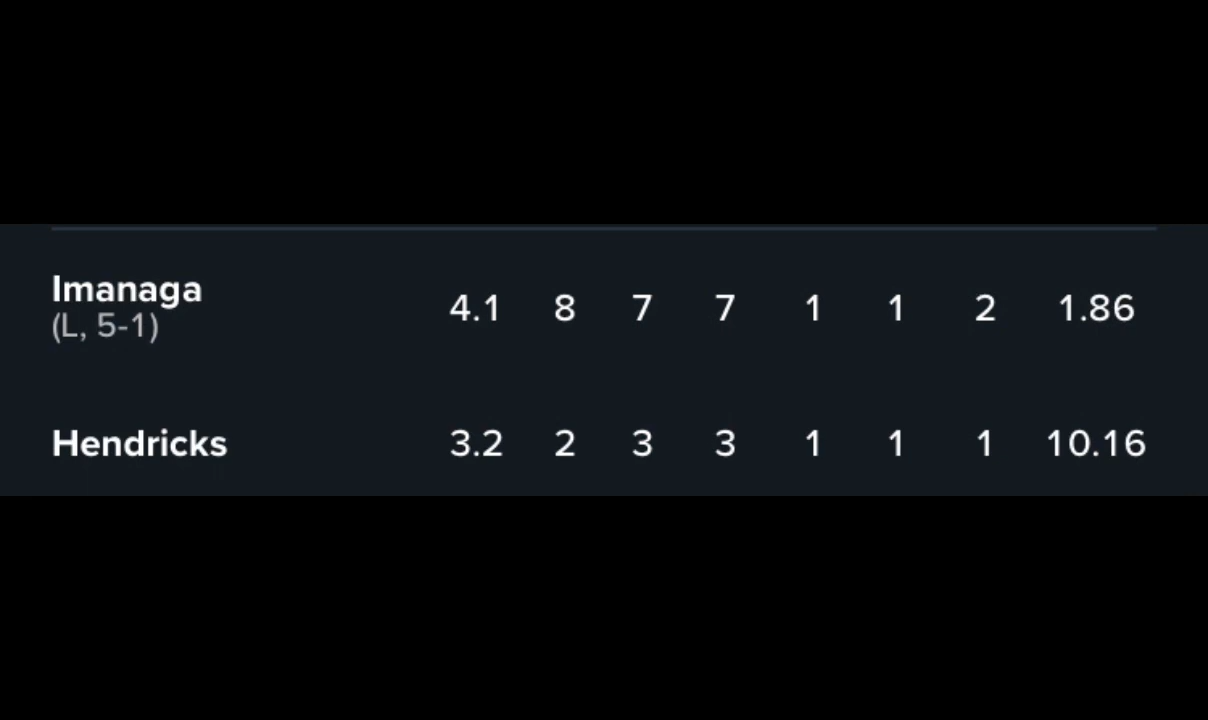 Imanaga 4.1 8 7 7 1 1 2 1.86
(L, 5-1)
Hendricks 3.2 2 3 3 1 1 1 10.16